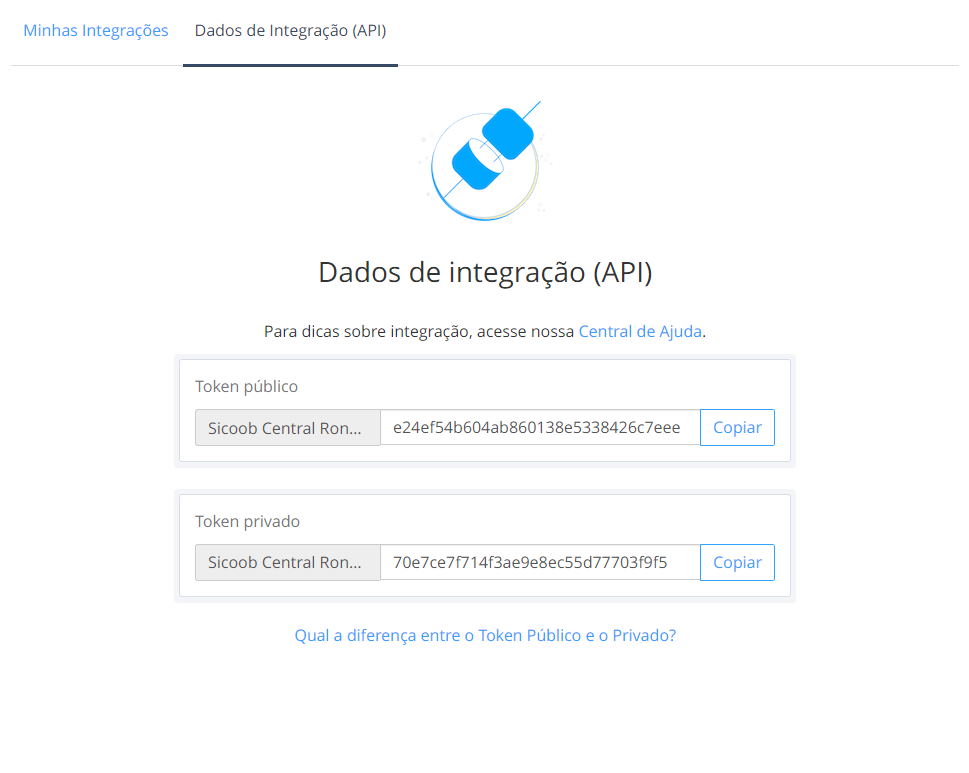 Minhas Integrações
Dados de Integração (API)
Dados de integração (API)
Para dicas sobre integração, acesse nossa Central de Ajuda.
Token público
Sicoob Central Ron...
e24ef54b604ab860138e5338426c7eee
Copiar
Token privado
Sicoob Central Ron...
70e7ce7f714f3ae9e8ec55d77703f9f5
Copiar
Qual a diferença entre o Token Público e o Privado?